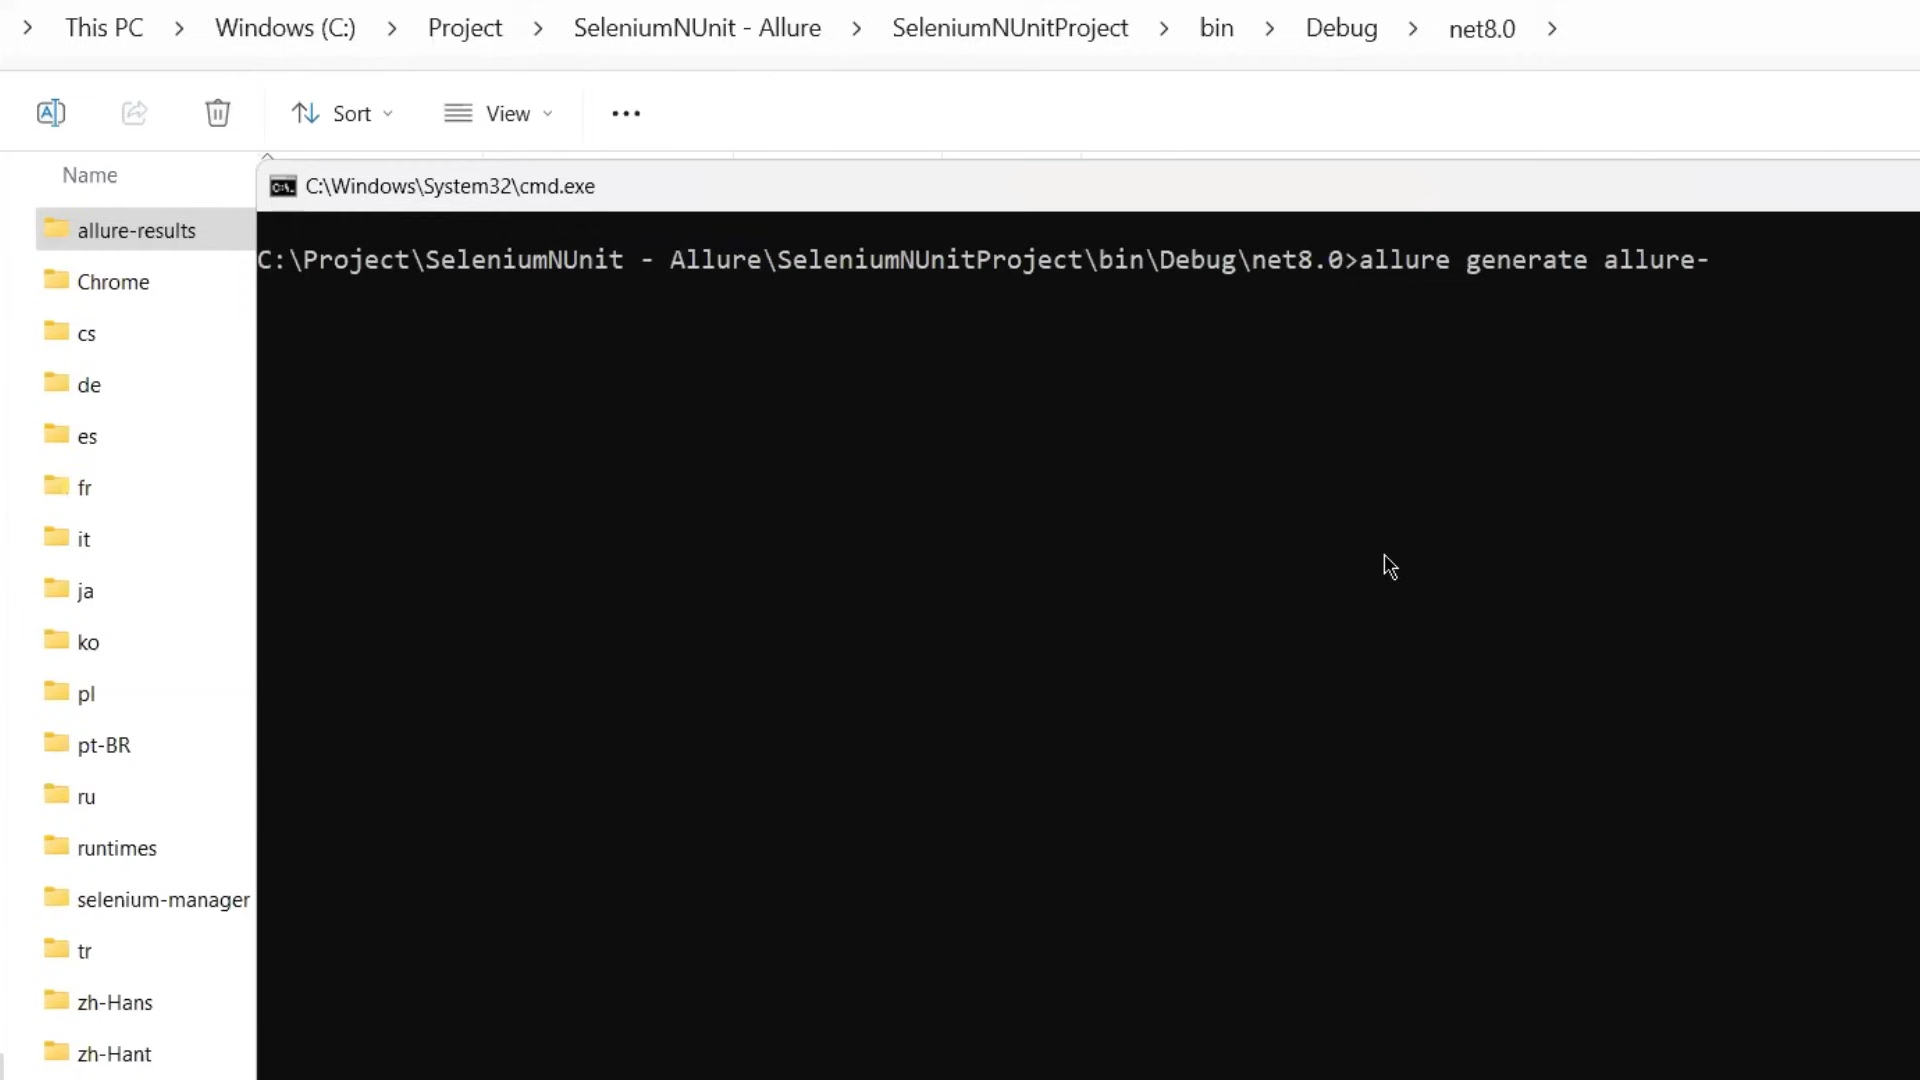 This PC > Windows (C:) > Project > SeleniumNUnit - Allure > SeleniumNUnitProject > bin > Debug > net8.0 >
Sort View ...
Name
C:\Windows\System32\cmd.exe
allure-results
C:\Project\SeleniumNUnit - Allure\SeleniumNUnitProject\bin\Debug\net8.0>allure generate allure-
Chrome
cs
de
es
fr
it
ja
ko
pl
pt-BR
ru
runtimes
selenium-manager
tr
zh-Hans
zh-Hant